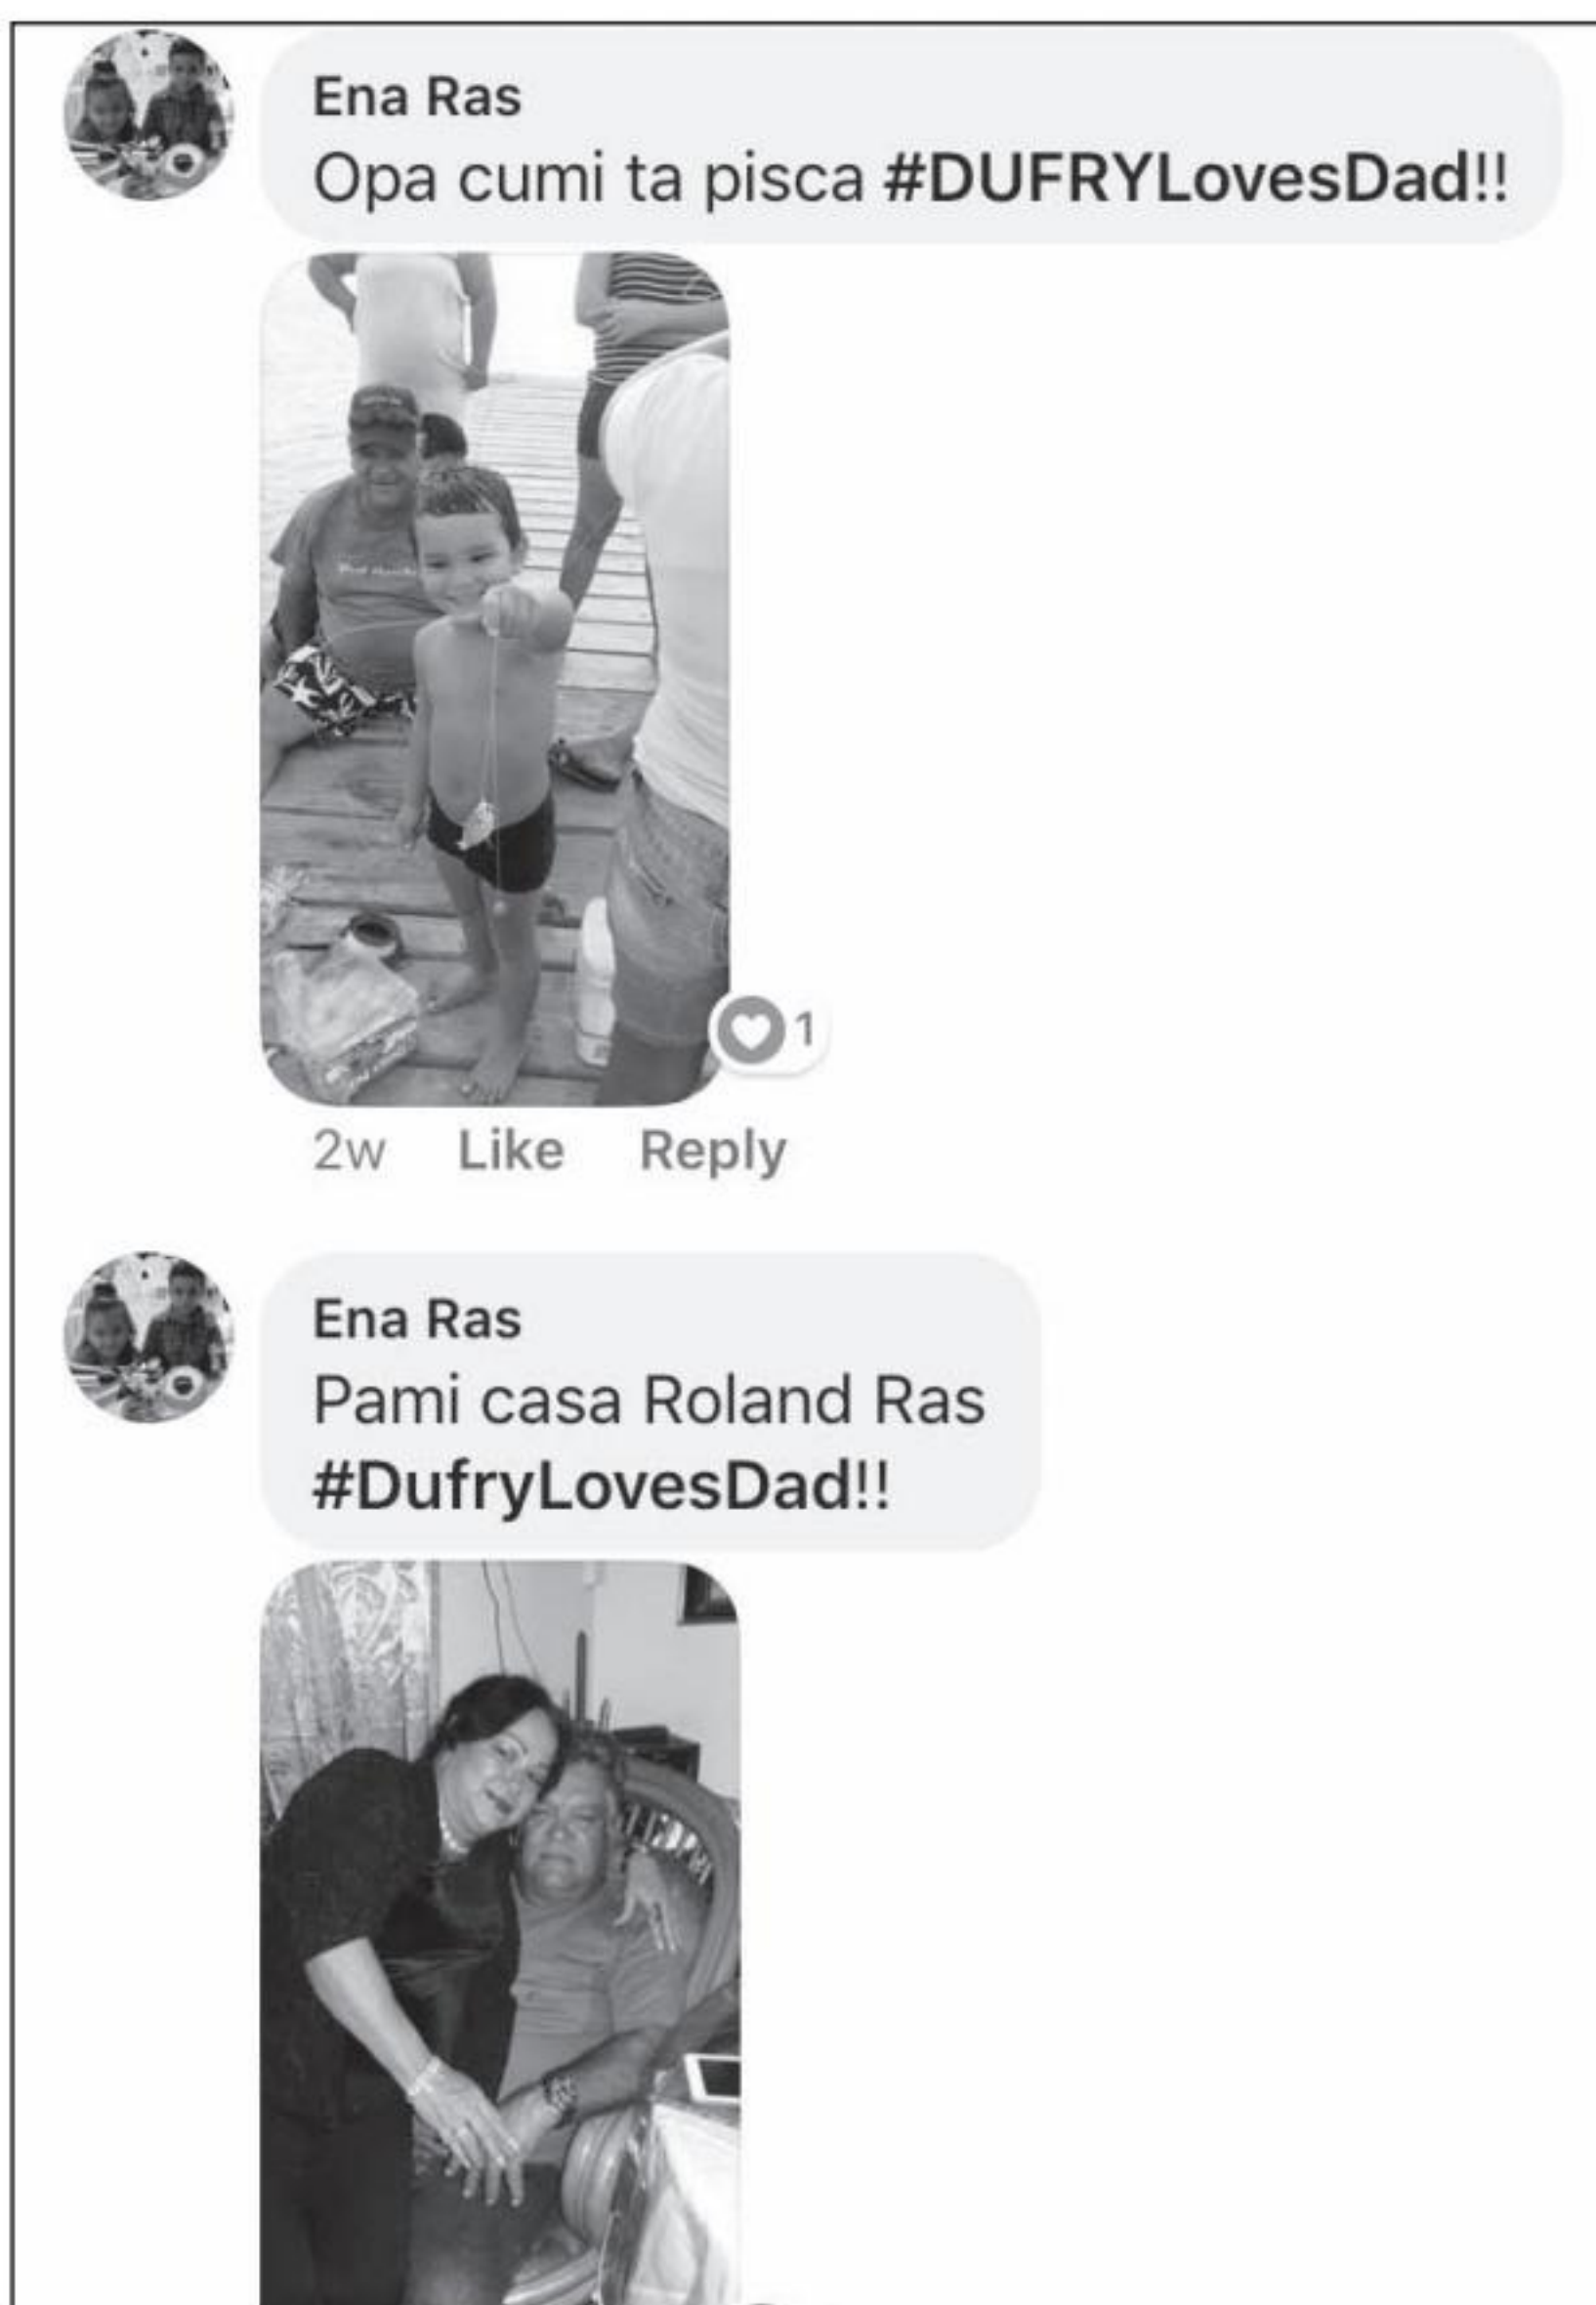 Ena Ras
Opa cumi ta pisca #DUFRYLovesDad!!
1
2w Like Reply
Ena Ras
Pami casa Roland Ras
#DufryLovesDad!!